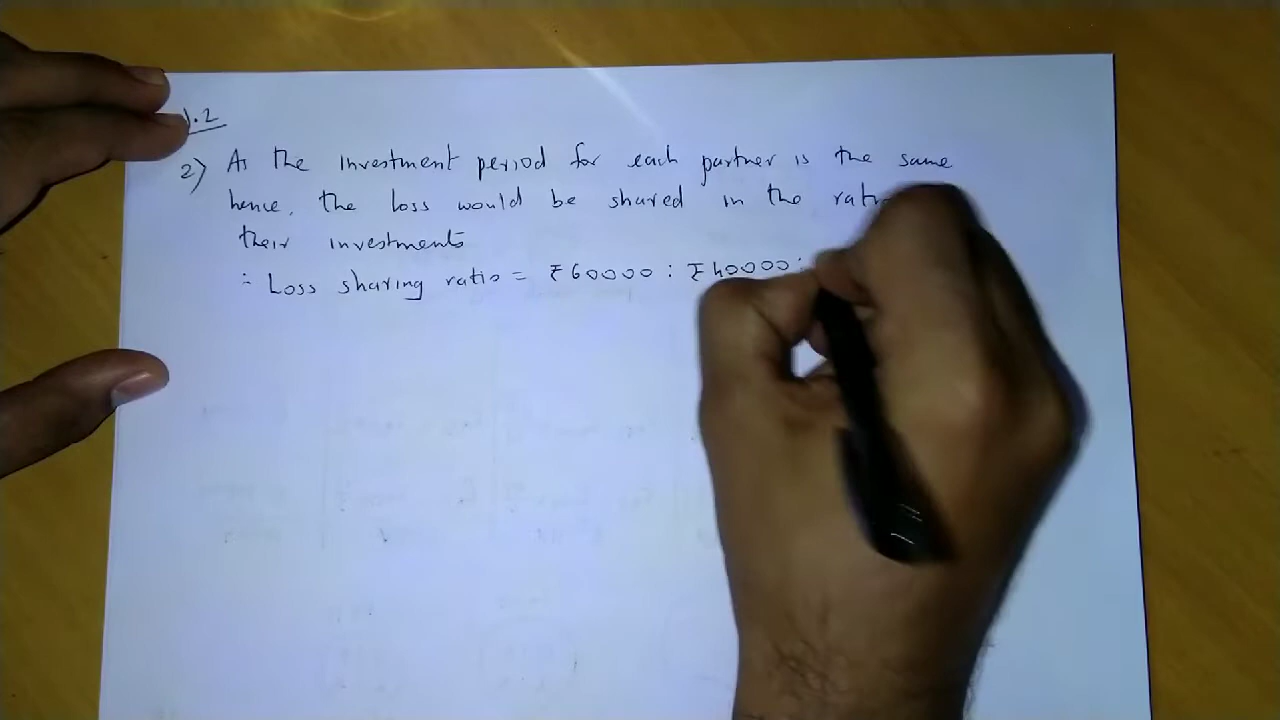 ).2
2) As the investment period for each partner is the same
hence, the loss would be shared in the
their investments
∴ Loss sharing ratio = ₹60000 : ₹40000 :